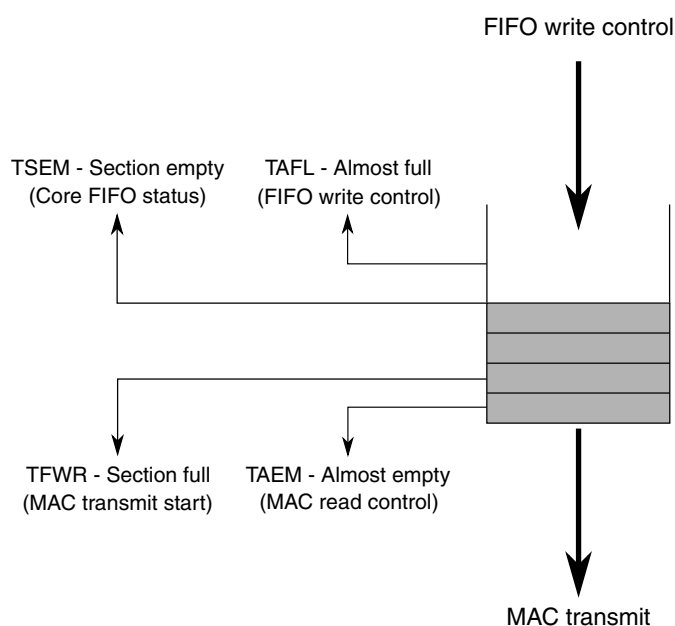 FIFO write control
TSEM - Section empty
(Core FIFO status)
TAFL - Almost full
(FIFO write control)
TFWR - Section full
(MAC transmit start)
TAEM - Almost empty
(MAC read control)
MAC transmit